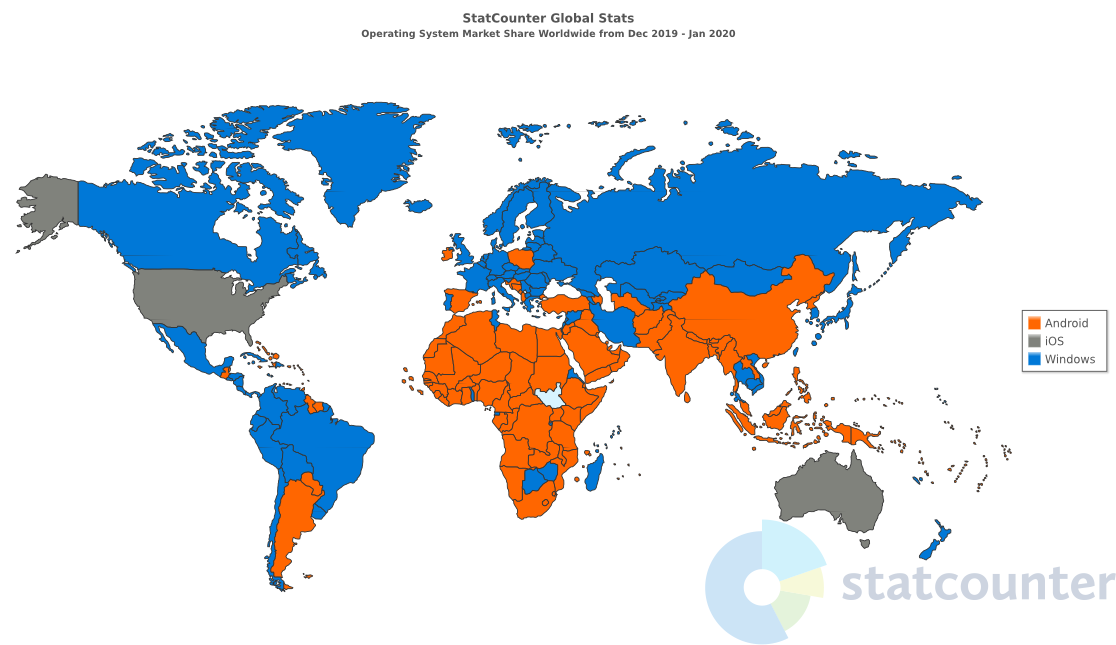 StatCounter Global Stats
Operating System Market Share Worldwide from Dec 2019 - Jan 2020
Android
iOS
Windows
statcounter